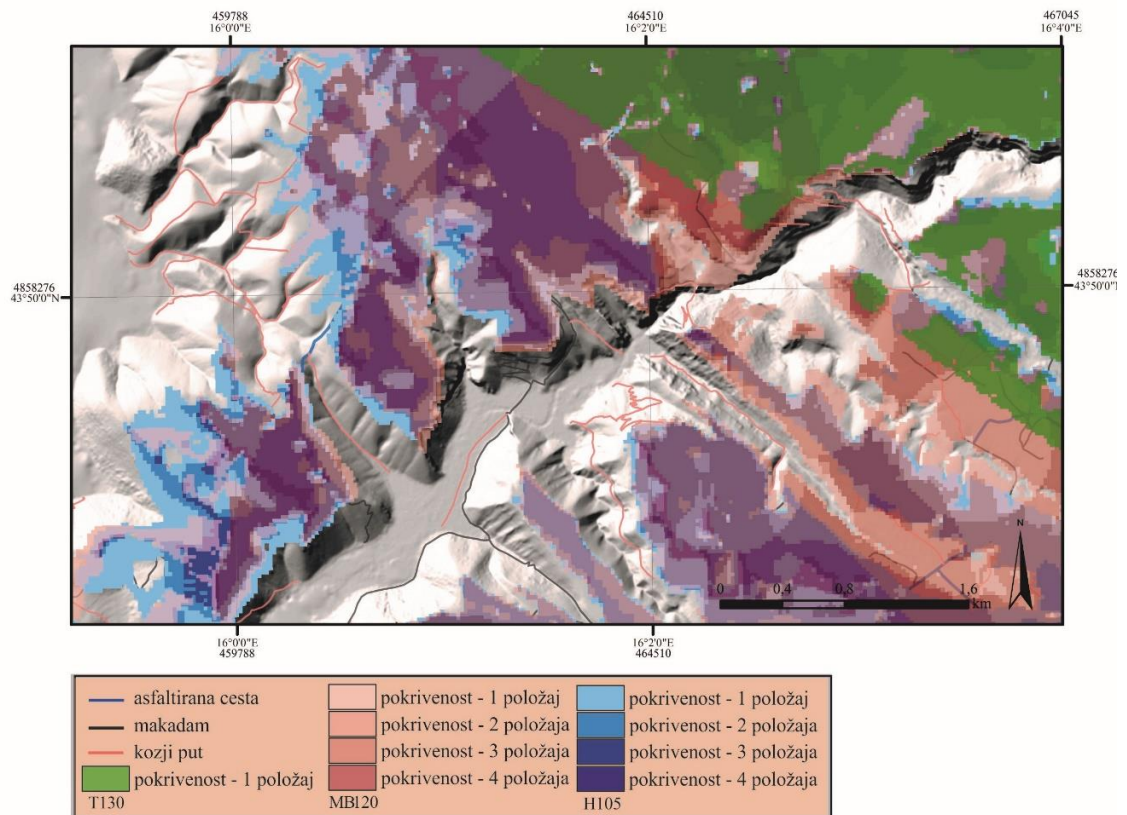 459788
16°0'0"E
464510
16°2'0"E
467045
16°4'0"E
4858276
43°50'0"N
4858276
43°50'0"N
N
0 0,4 0,8 1,6
km
16°0'0"E
459788
16°2'0"E
464510
asfaltirana cesta
makadam
kozji put
pokrivenost - 1 položaj
T130
pokrivenost - 1 položaj
pokrivenost - 2 položaja
pokrivenost - 3 položaja
pokrivenost - 4 položaja
MB120
pokrivenost - 1 položaj
pokrivenost - 2 položaja
pokrivenost - 3 položaja
pokrivenost - 4 položaja
H105